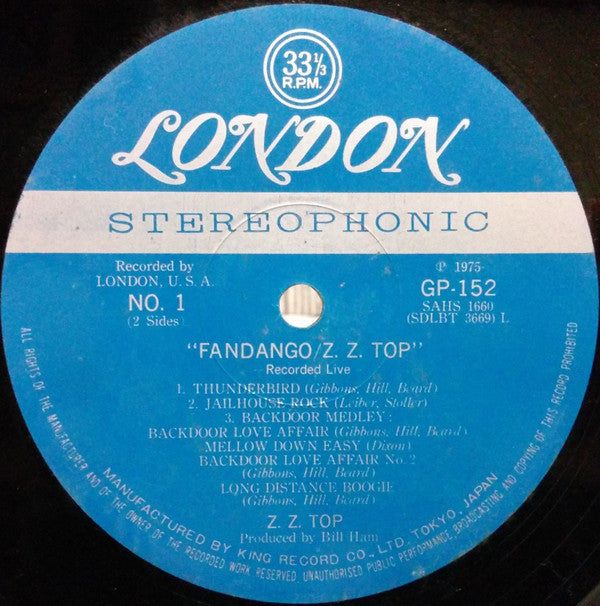 33 1/3
R.P.M.
LONDON
STEREOPHONIC
Recorded by
LONDON, U. S. A.
NO. 1
(2 Sides)
℗ 1975
GP-152
SAHS 1660
(SDLBT 3669) L
"FANDANGO/Z. Z. TOP"
Recorded Live
1. THUNDERBIRD (Gibbons, Hill, Beard)
2. JAILHOUSE ROCK (Leiber, Stoller)
3. BACKDOOR MEDLEY:
BACKDOOR LOVE AFFAIR (Gibbons, Hill, Beard)
MELLOW DOWN EASY (Dixon)
BACKDOOR LOVE AFFAIR No. 2
(Gibbons, Hill, Beard)
LONG DISTANCE BOOGIE
(Gibbons, Hill, Beard)
Z. Z. TOP
Produced by Bill Ham
MANUFACTURED BY KING RECORD CO., LTD. TOKYO, JAPAN
ALL RIGHTS OF THE MANUFACTURER AND OF THE OWNER OF THE RECORDED WORK RESERVED. UNAUTHORISED PUBLIC PERFORMANCE, BROADCASTING AND COPYING OF THIS RECORD PROHIBITED